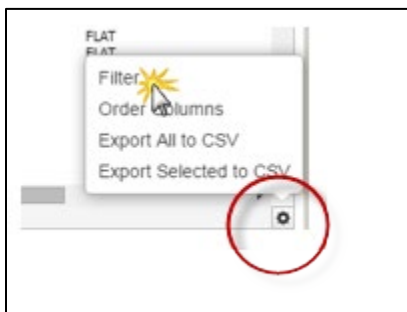 FLAT
FLAT
Filter
Order Columns
Export All to CSV
Export Selected to CSV